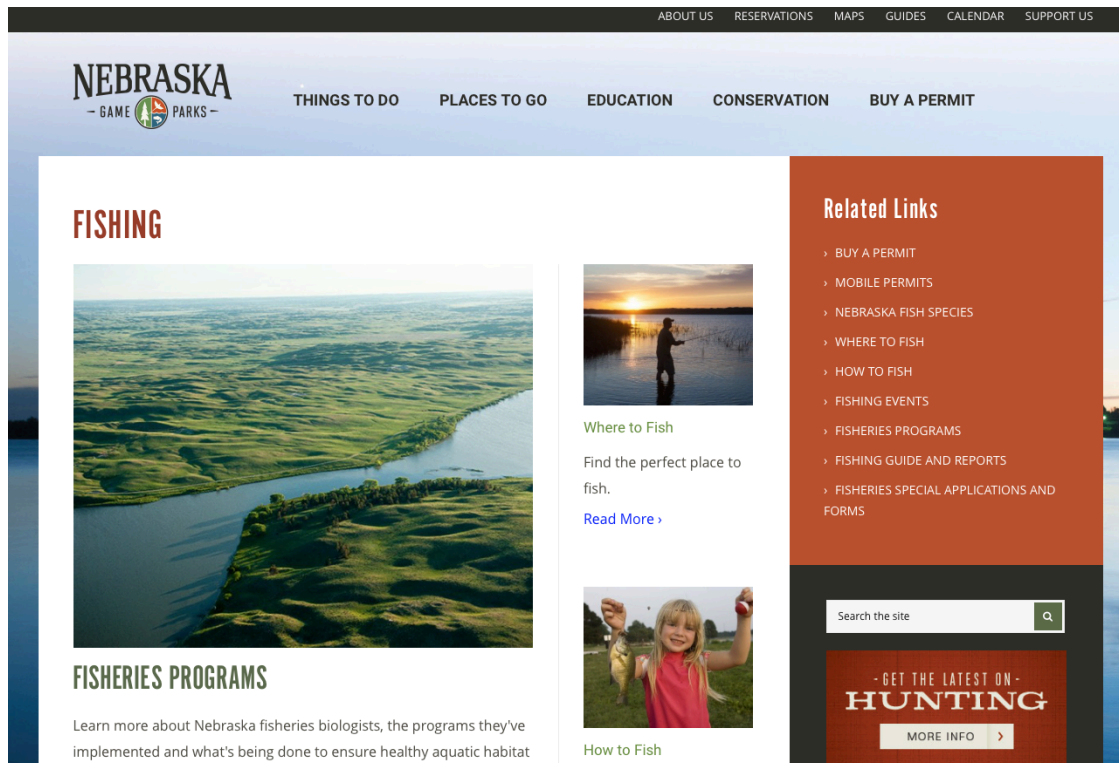 ABOUT US RESERVATIONS MAPS GUIDES CALENDAR SUPPORT US
NEBRASKA
- GAME PARKS -
THINGS TO DO PLACES TO GO EDUCATION CONSERVATION BUY A PERMIT
FISHING
Where to Fish
Find the perfect place to
fish.
Read More ›
How to Fish
FISHERIES PROGRAMS
Learn more about Nebraska fisheries biologists, the programs they've
implemented and what's being done to ensure healthy aquatic habitat
Related Links
› BUY A PERMIT
› MOBILE PERMITS
› NEBRASKA FISH SPECIES
› WHERE TO FISH
› HOW TO FISH
› FISHING EVENTS
› FISHERIES PROGRAMS
› FISHING GUIDE AND REPORTS
› FISHERIES SPECIAL APPLICATIONS AND
FORMS
Search the site
- GET THE LATEST ON -
HUNTING
MORE INFO ›